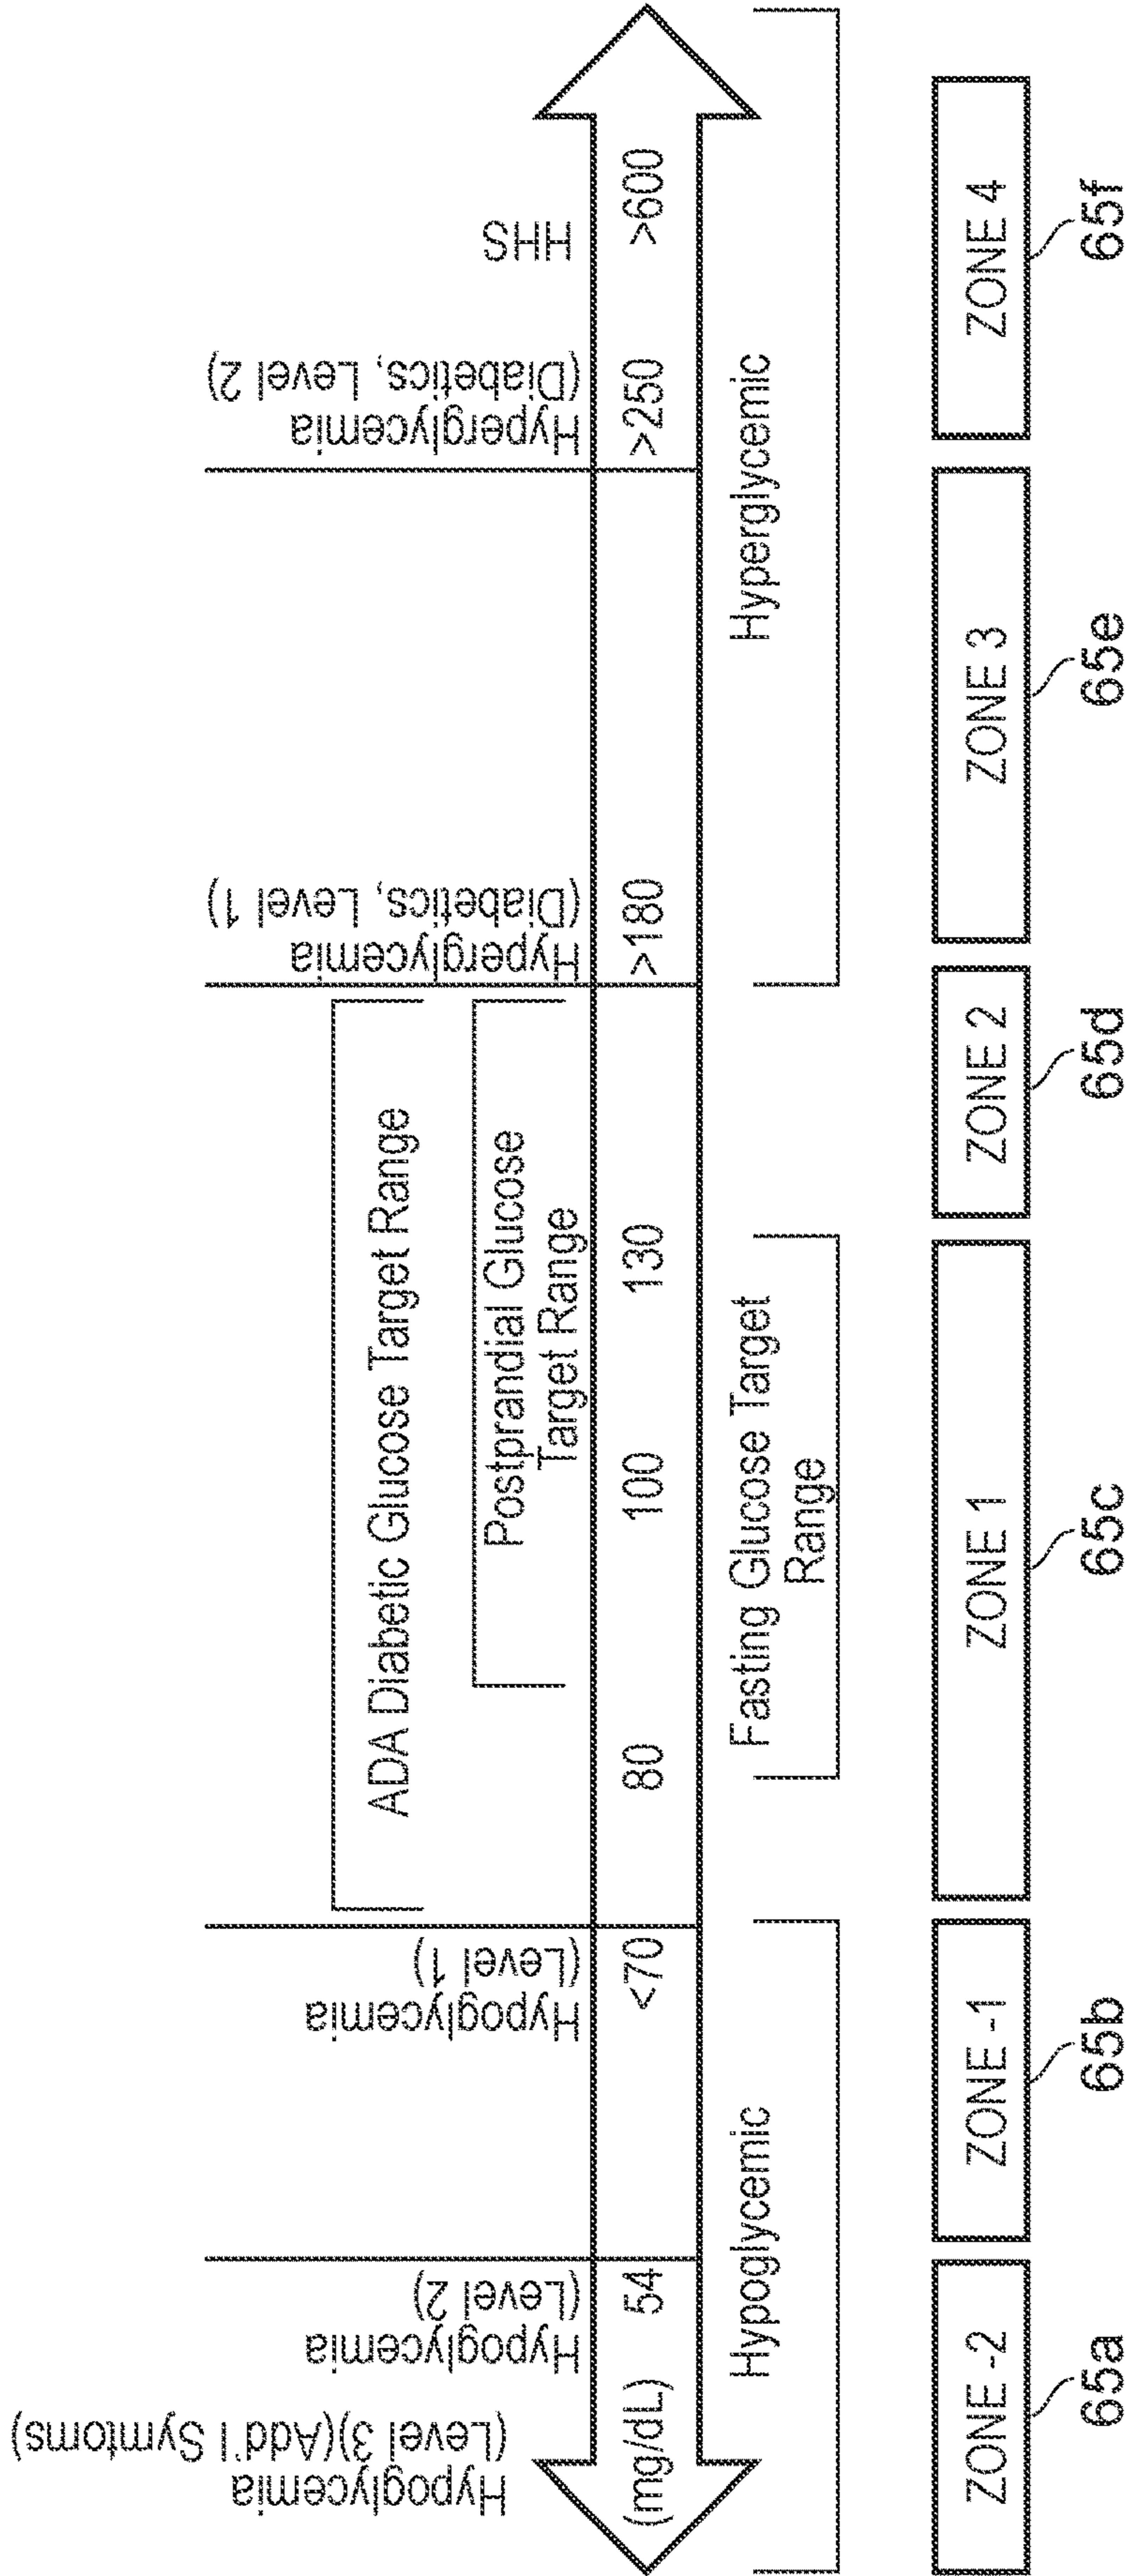 Hypoglycemia
(Level 3)(Add'l Symtoms)
Hypoglycemia
(Level 2)
Hypoglycemia
(Level 1)
Hyperglycemia
(Diabetics, Level 1)
Hyperglycemia
(Diabetics, Level 2)
HHS
ADA Diabetic Glucose Target Range
Postprandial Glucose
Target Range
(mg/dL)
54
<70
80
100
130
>180
>250
>600
Hypoglycemic
Fasting Glucose Target
Range
Hyperglycemic
ZONE -2
ZONE -1
ZONE 1
ZONE 2
ZONE 3
ZONE 4
65a
65b
65c
65d
65e
65f